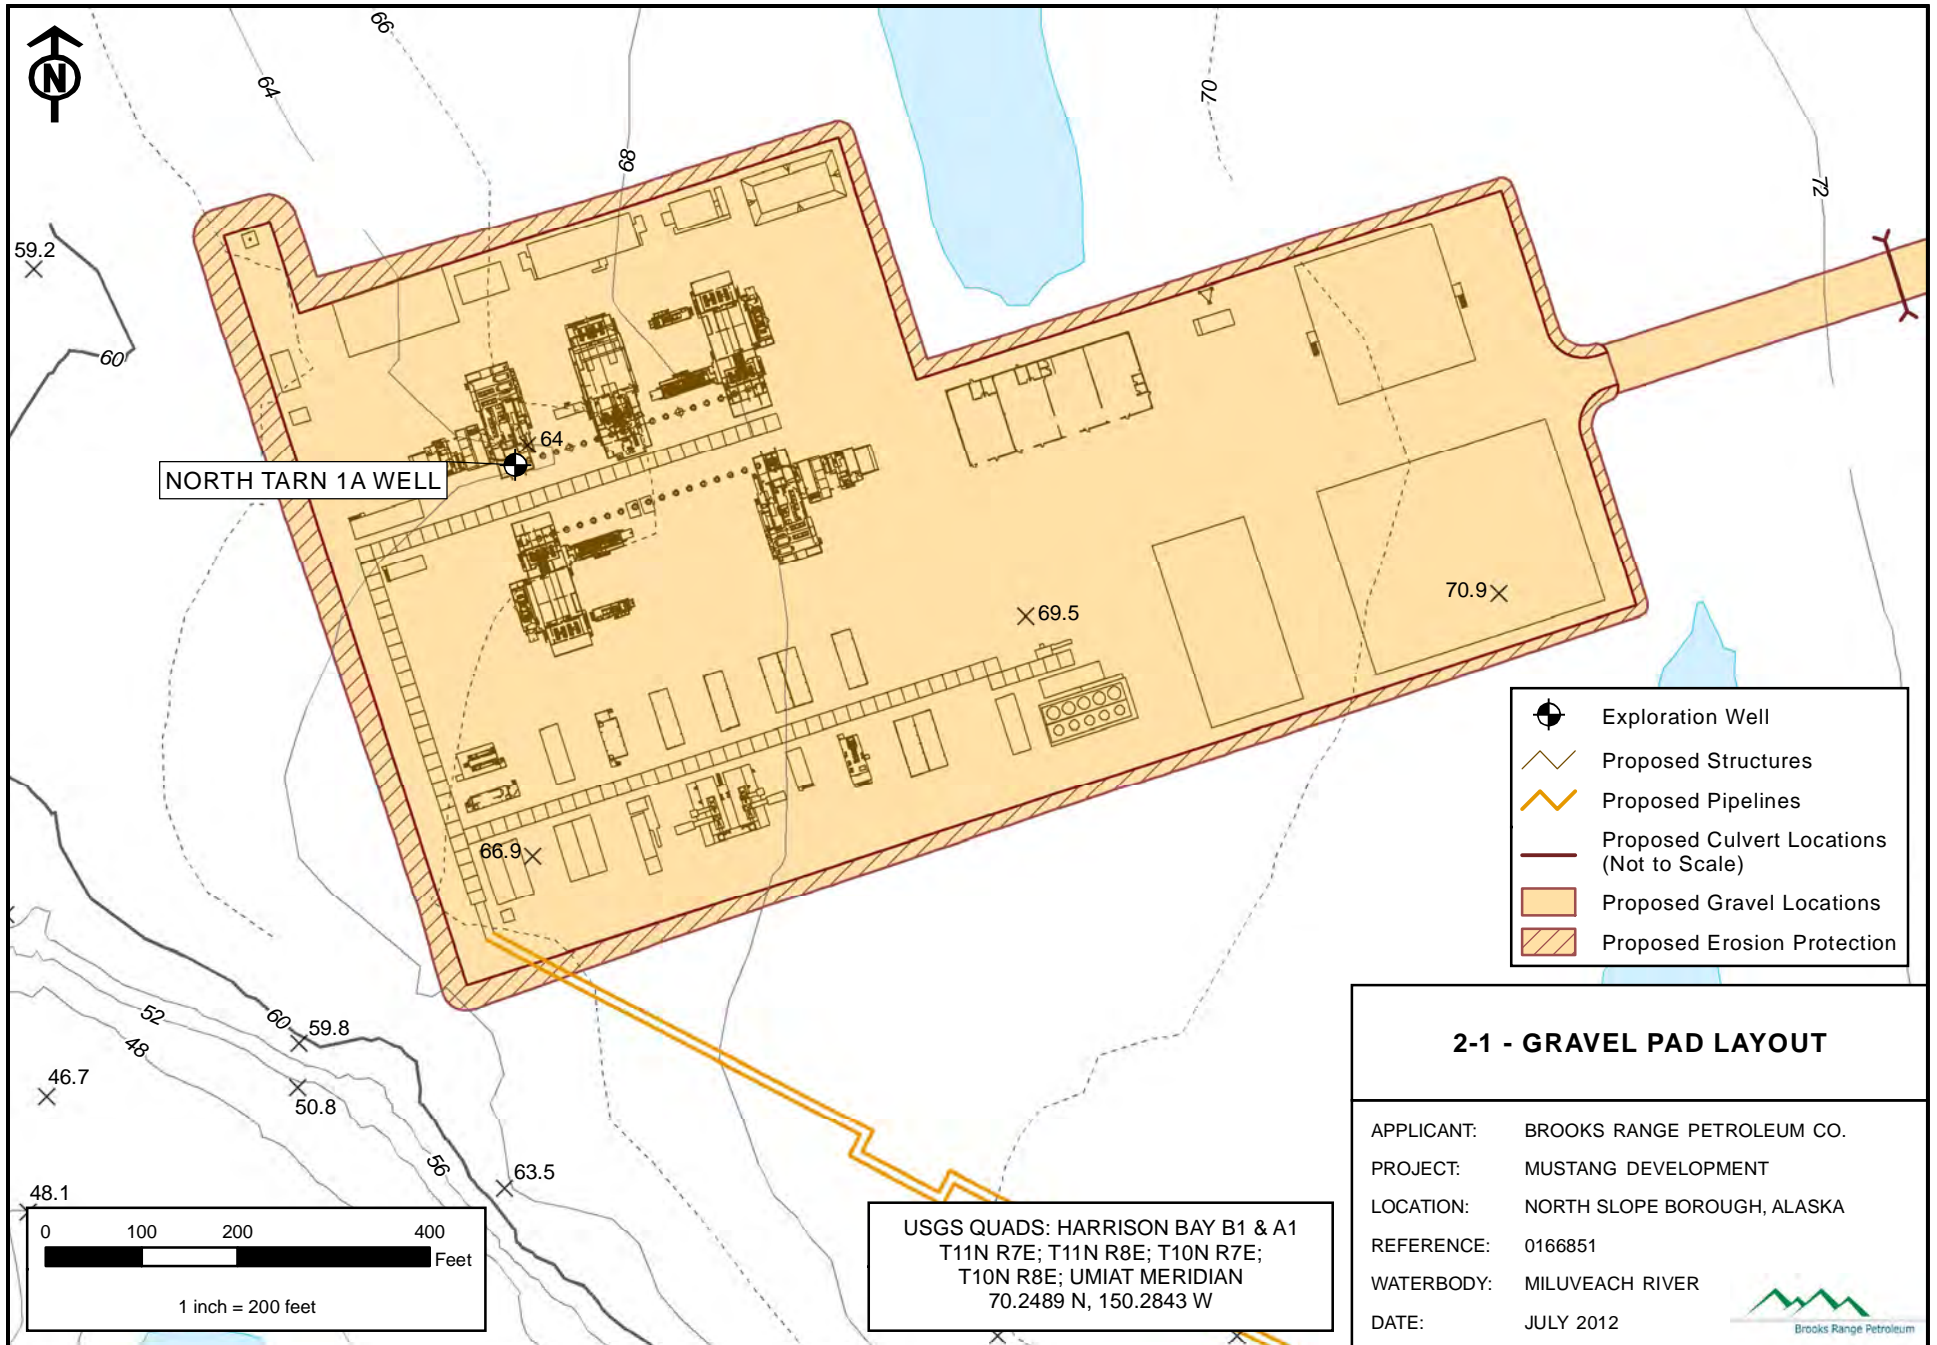 N
66
64
68
70
72
59.2
60
64
NORTH TARN 1A WELL
70.9
69.5
66.9
Exploration Well
Proposed Structures
Proposed Pipelines
Proposed Culvert Locations
(Not to Scale)
Proposed Gravel Locations
Proposed Erosion Protection
52
60
59.8
48
46.7
50.8
56
63.5
48.1
0 100 200 400
Feet
1 inch = 200 feet
USGS QUADS: HARRISON BAY B1 & A1
T11N R7E; T11N R8E; T10N R7E;
T10N R8E; UMIAT MERIDIAN
70.2489 N, 150.2843 W
2-1 - GRAVEL PAD LAYOUT
APPLICANT: BROOKS RANGE PETROLEUM CO.
PROJECT: MUSTANG DEVELOPMENT
LOCATION: NORTH SLOPE BOROUGH, ALASKA
REFERENCE: 0166851
WATERBODY: MILUVEACH RIVER
DATE: JULY 2012
Brooks Range Petroleum